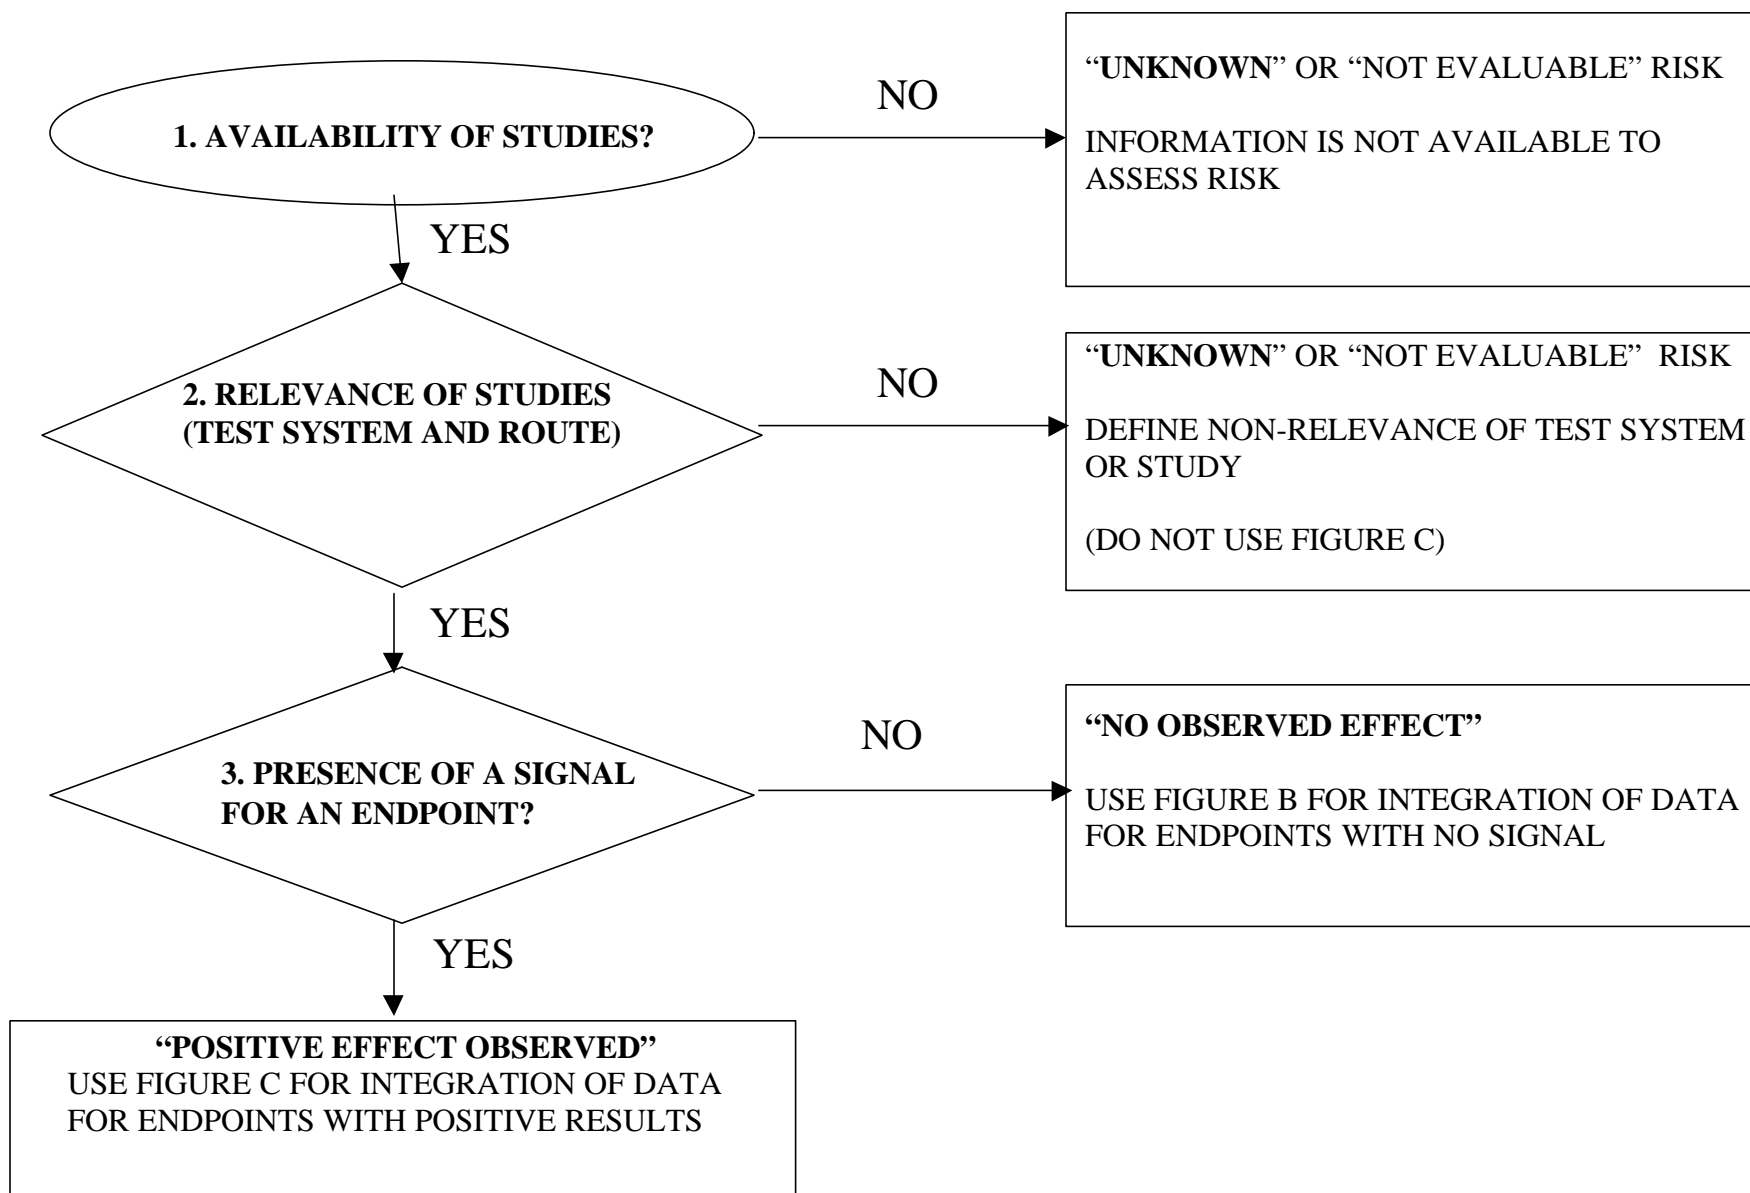 1. AVAILABILITY OF STUDIES?
NO
“UNKNOWN” OR “NOT EVALUABLE” RISK
INFORMATION IS NOT AVAILABLE TO
ASSESS RISK
YES
2. RELEVANCE OF STUDIES
(TEST SYSTEM AND ROUTE)
NO
“UNKNOWN” OR “NOT EVALUABLE” RISK
DEFINE NON-RELEVANCE OF TEST SYSTEM
OR STUDY
(DO NOT USE FIGURE C)
YES
3. PRESENCE OF A SIGNAL
FOR AN ENDPOINT?
NO
“NO OBSERVED EFFECT”
USE FIGURE B FOR INTEGRATION OF DATA
FOR ENDPOINTS WITH NO SIGNAL
YES
“POSITIVE EFFECT OBSERVED”
USE FIGURE C FOR INTEGRATION OF DATA
FOR ENDPOINTS WITH POSITIVE RESULTS